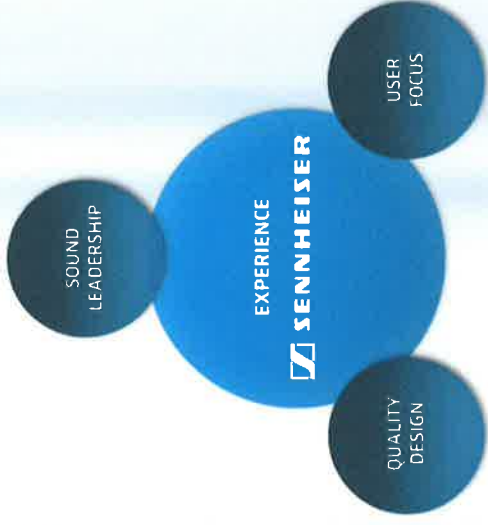 SOUND
LEADERSHIP
EXPERIENCE
SENNHEISER
QUALITY
DESIGN
USER
FOCUS